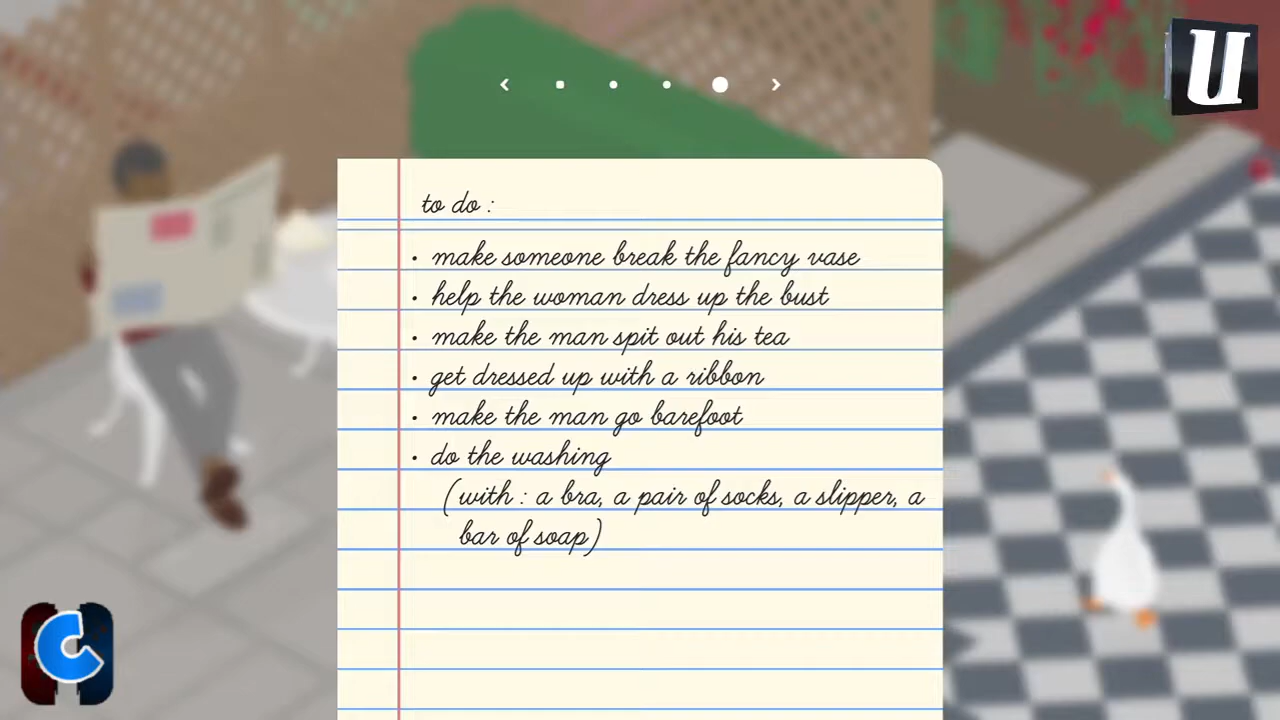 U
to do :
• make someone break the fancy vase
• help the woman dress up the bust
• make the man spit out his tea
• get dressed up with a ribbon
• make the man go barefoot
• do the washing
(with : a bra, a pair of socks, a slipper, a
bar of soap)
C